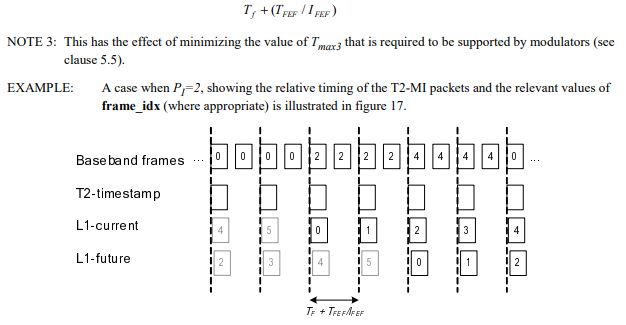 T_f + (T_FEF / I_FEF)
NOTE 3: This has the effect of minimizing the value of T_max3 that is required to be supported by modulators (see
clause 5.5).
EXAMPLE: A case when P_I=2, showing the relative timing of the T2-MI packets and the relevant values of
frame_idx (where appropriate) is illustrated in figure 17.
Baseband frames ... 0 0 0 0 2 2 2 2 4 4 4 4 0 ...
T2-timestamp
L1-current 4 5 0 1 2 3 4
L1-future 2 3 4 5 0 1 2
T_F + T_FEF/I_FEF